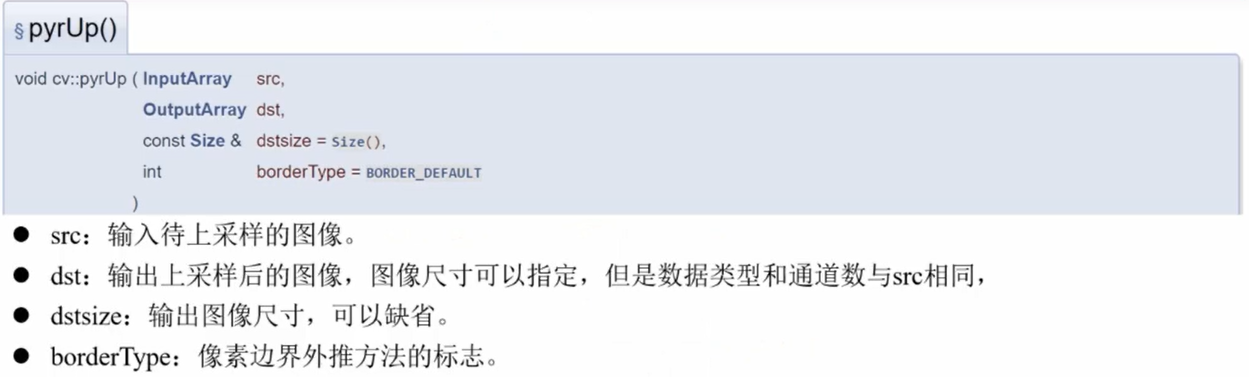 § pyrUp()
void cv::pyrUp ( InputArray src,
OutputArray dst,
const Size & dstsize = Size(),
int borderType = BORDER_DEFAULT
)
● src：输入待上采样的图像。
● dst：输出上采样后的图像，图像尺寸可以指定，但是数据类型和通道数与src相同，
● dstsize：输出图像尺寸，可以缺省。
● borderType：像素边界外推方法的标志。